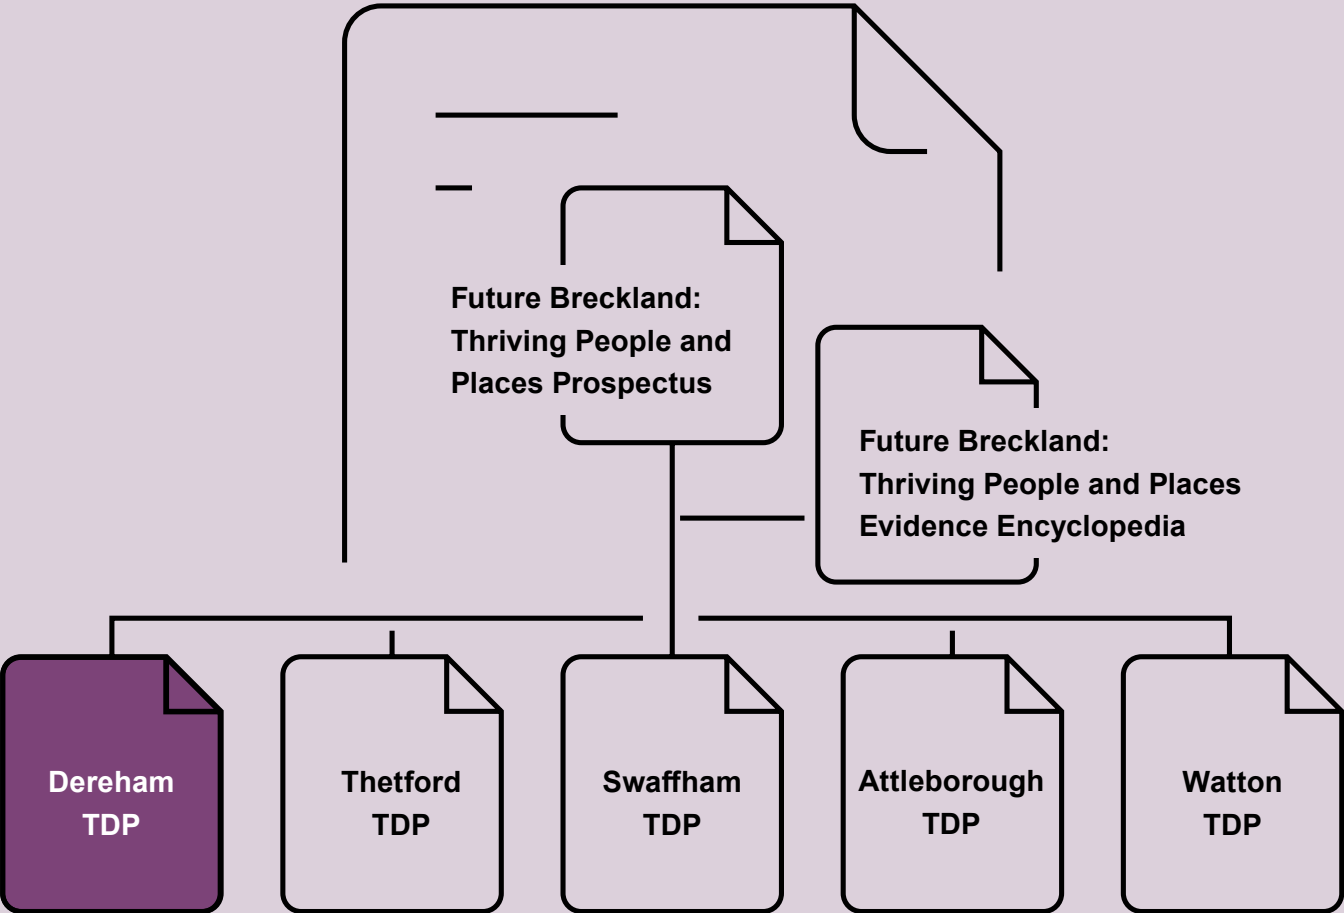 Future Breckland:
Thriving People and
Places Prospectus
Future Breckland:
Thriving People and Places
Evidence Encyclopedia
Dereham
TDP
Thetford
TDP
Swaffham
TDP
Attleborough
TDP
Watton
TDP